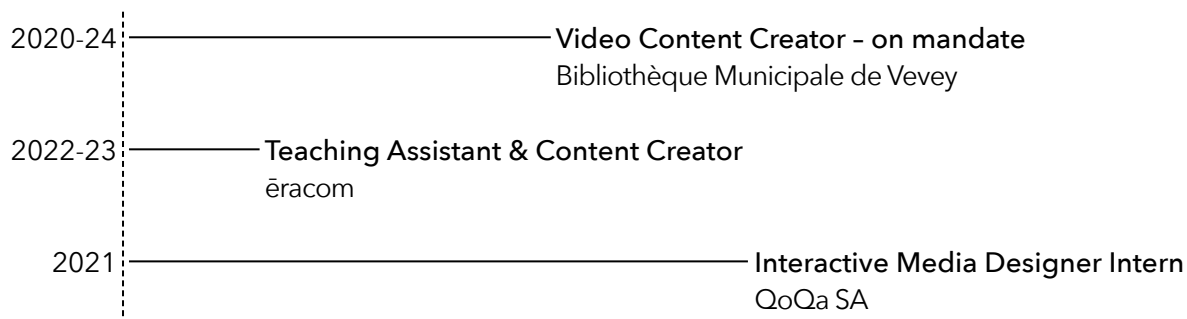 2020-24 Video Content Creator – on mandate
Bibliothèque Municipale de Vevey
2022-23 Teaching Assistant & Content Creator
ēracom
2021 Interactive Media Designer Intern
QoQa SA